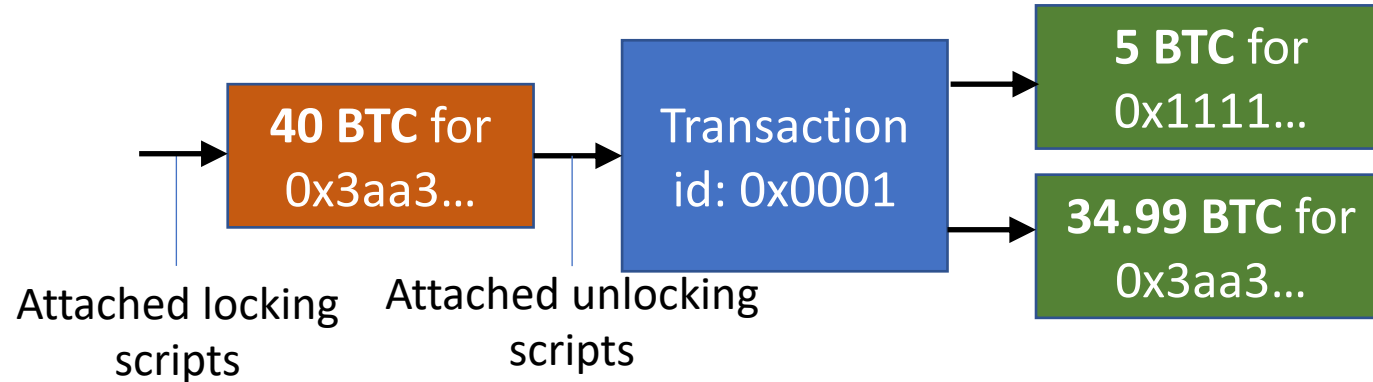 40 BTC for
0x3aa3...
Attached locking
scripts
Attached unlocking
scripts
Transaction
id: 0x0001
5 BTC for
0x1111...
34.99 BTC for
0x3aa3...